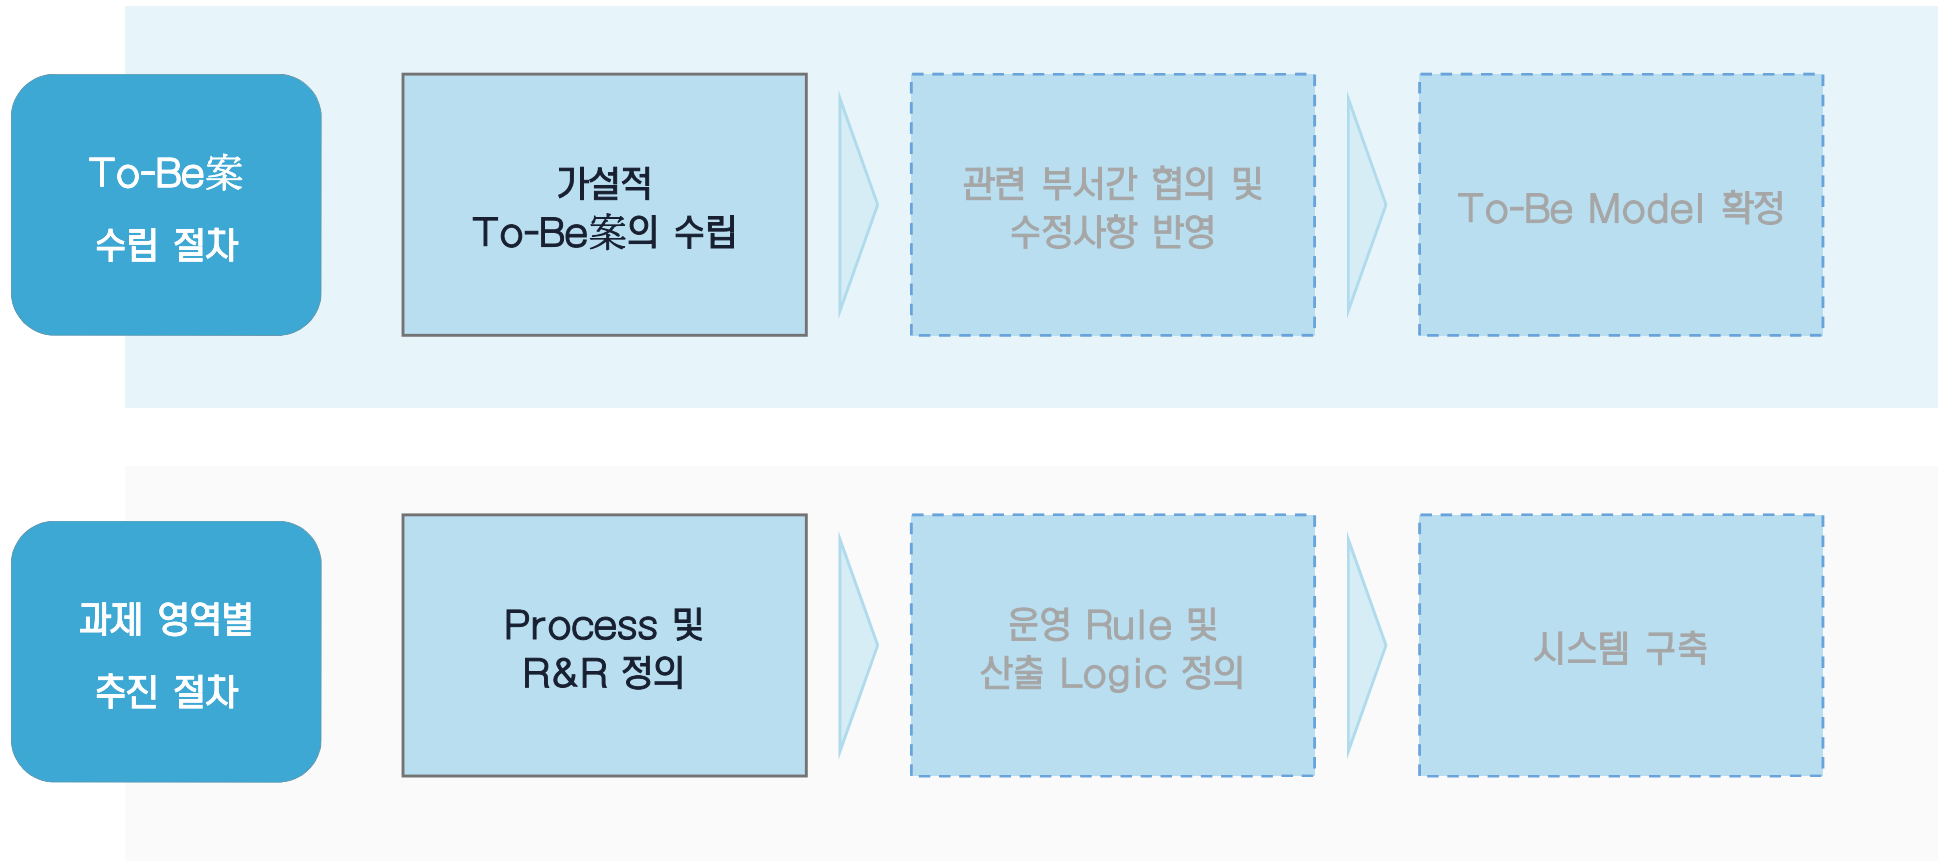 To-Be案
수립 절차
가설적
To-Be案의 수립
관련 부서간 협의 및
수정사항 반영
To-Be Model 확정
과제 영역별
추진 절차
Process 및
R&R 정의
운영 Rule 및
산출 Logic 정의
시스템 구축